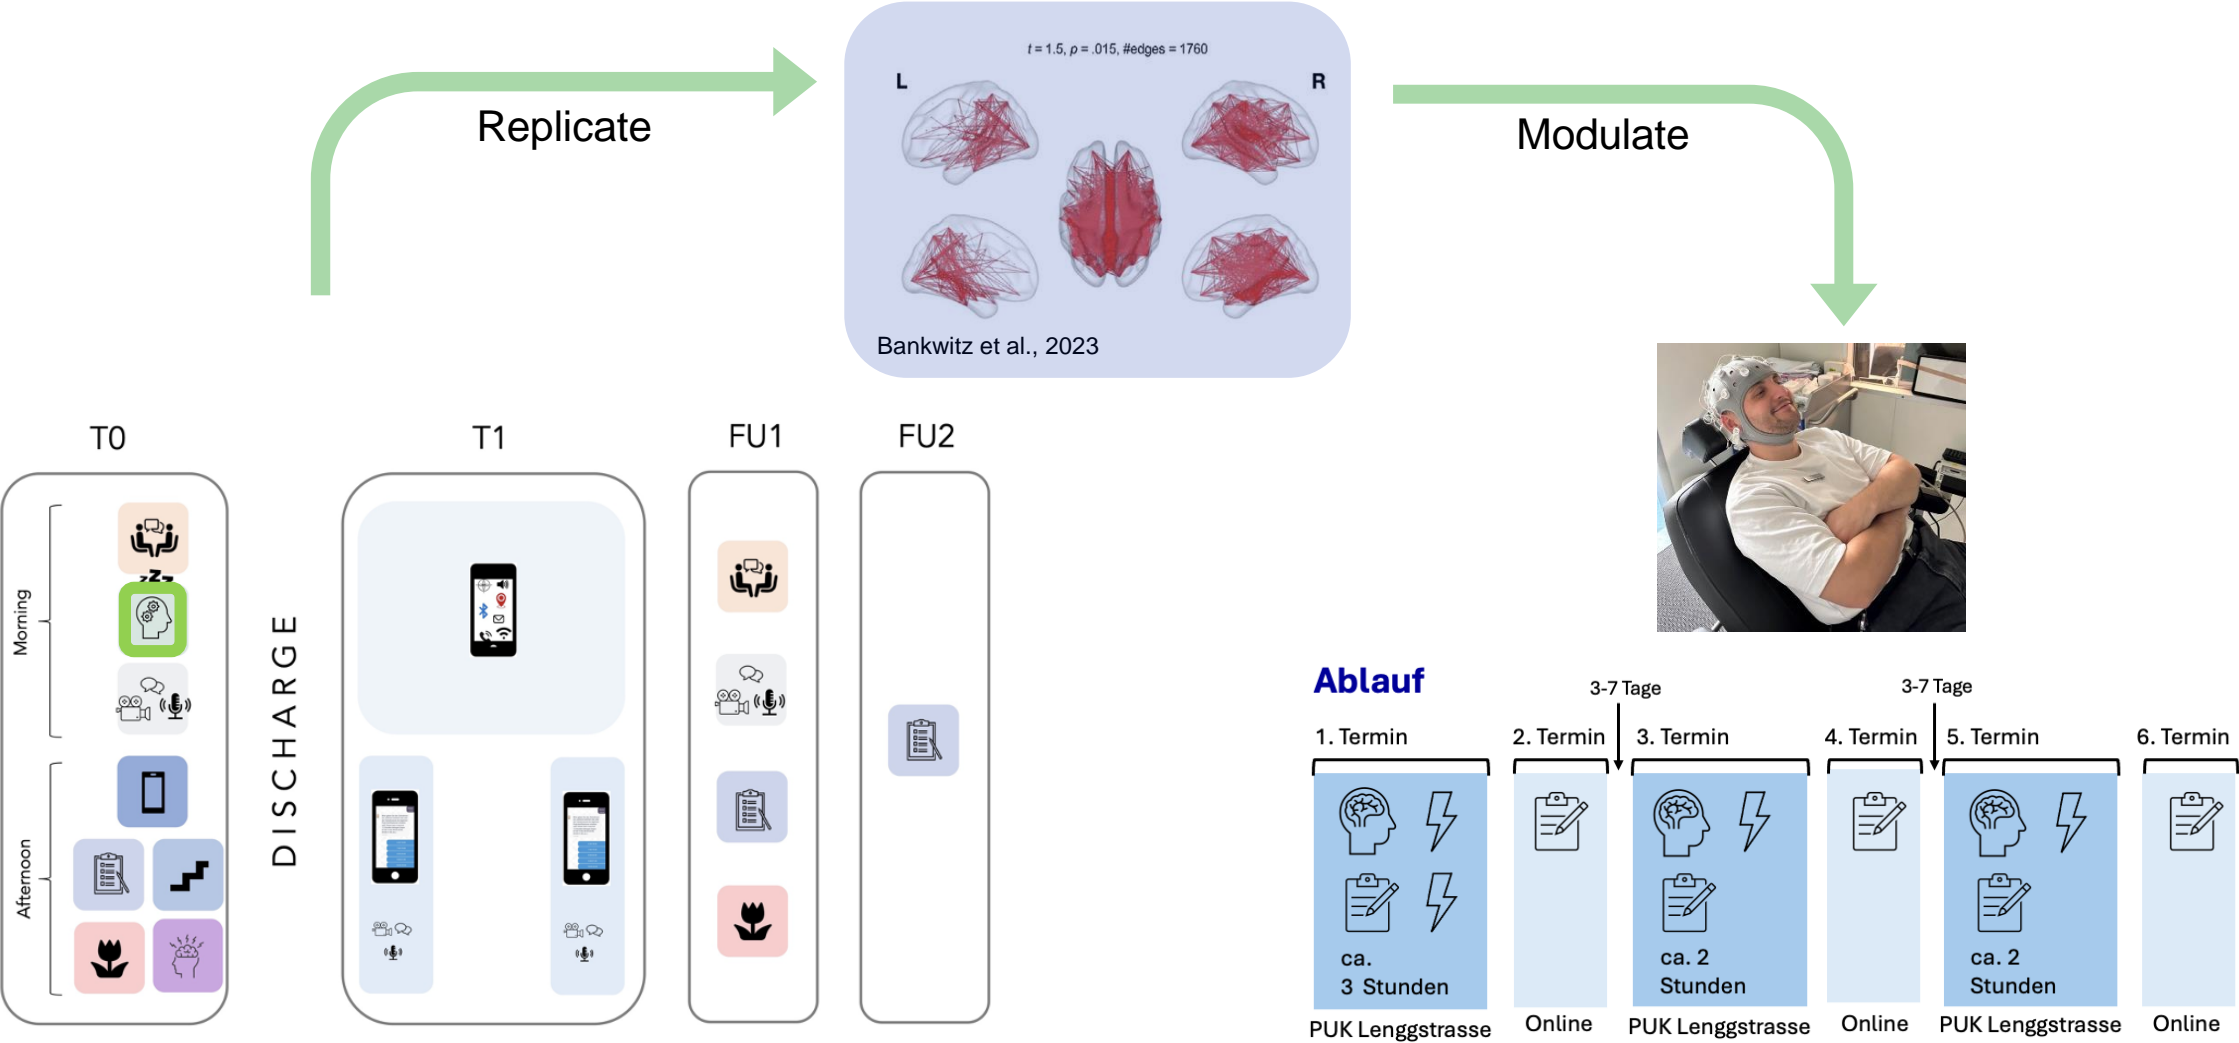 t = 1.5, p = .015, #edges = 1760
L
R
Replicate
Modulate
Bankwitz et al., 2023
T0
T1
FU1
FU2
Morning
zZz
Afternoon
DISCHARGE
Ablauf
3-7 Tage
3-7 Tage
1. Termin
2. Termin
3. Termin
4. Termin
5. Termin
6. Termin
ca.
3 Stunden
ca. 2
Stunden
ca. 2
Stunden
PUK Lenggstrasse
Online
PUK Lenggstrasse
Online
PUK Lenggstrasse
Online